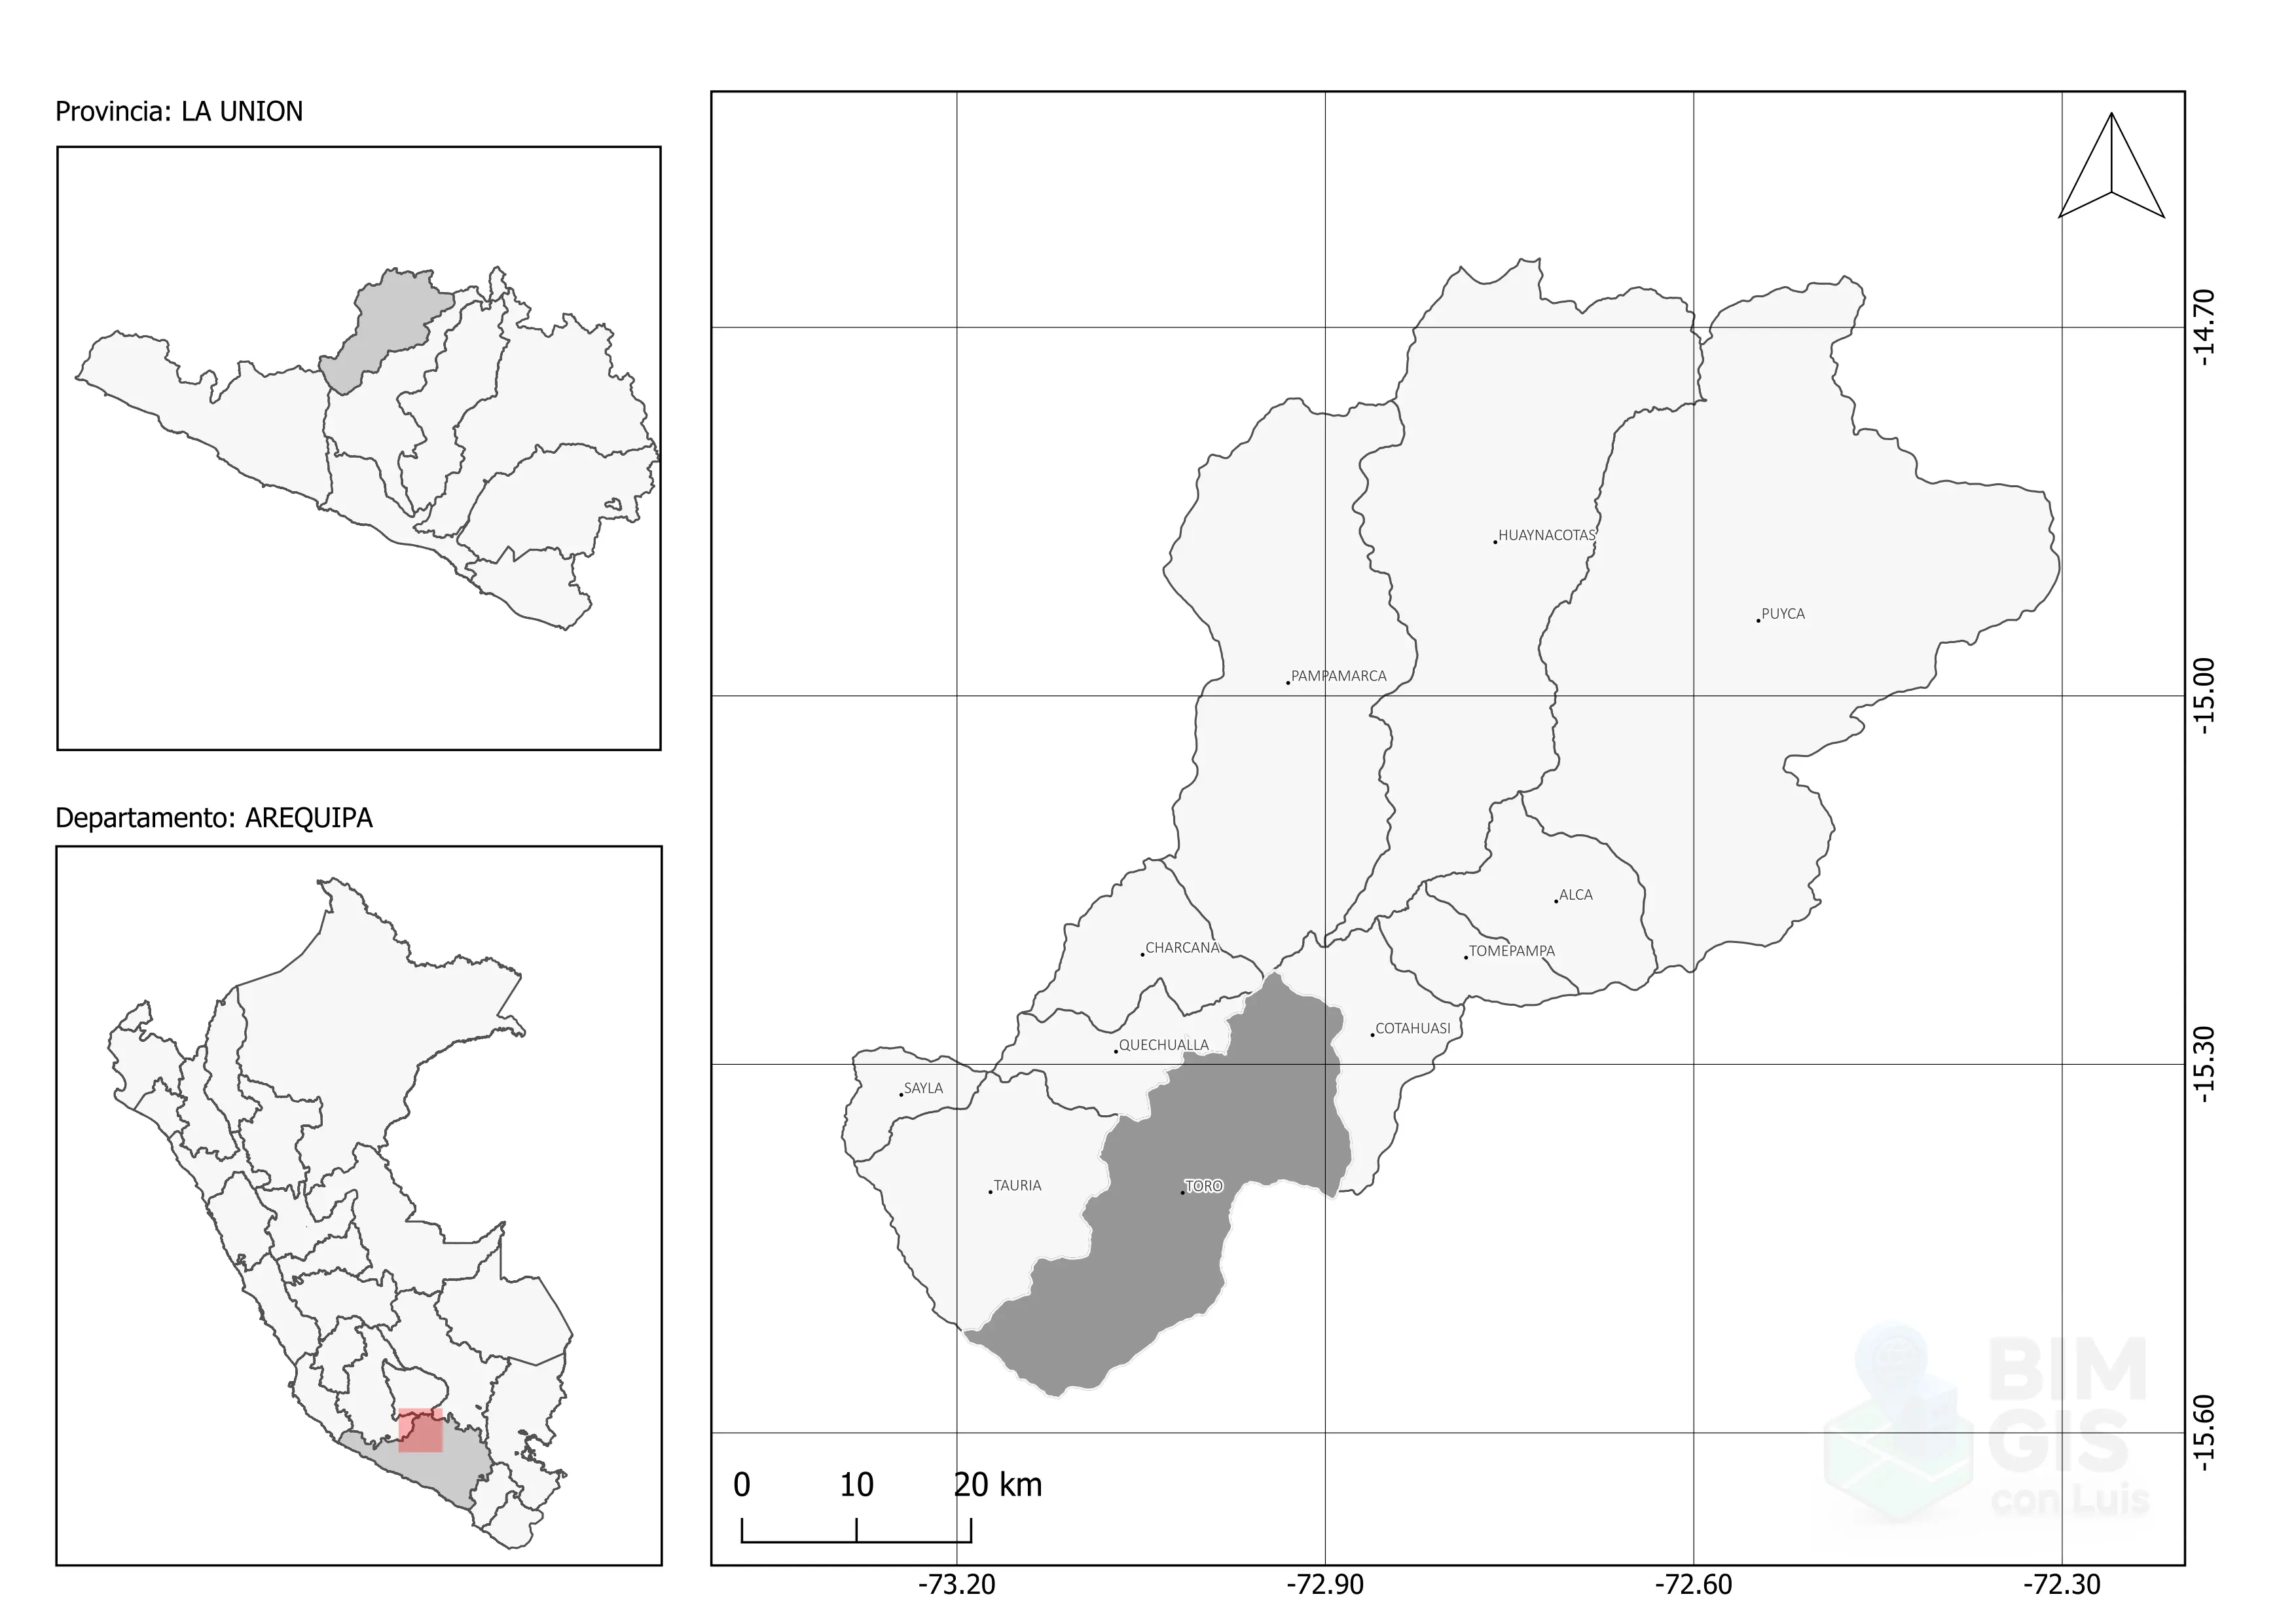 Provincia: LA UNION
Departamento: AREQUIPA
HUAYNACOTAS
PUYCA
PAMPAMARCA
ALCA
CHARCANA
TOMEPAMPA
COTAHUASI
QUECHUALLA
SAYLA
TAURIA
TORO
-14.70
-15.00
-15.30
-15.60
0 10 20 km
-73.20 -72.90 -72.60 -72.30
BIM
GIS
con Luis